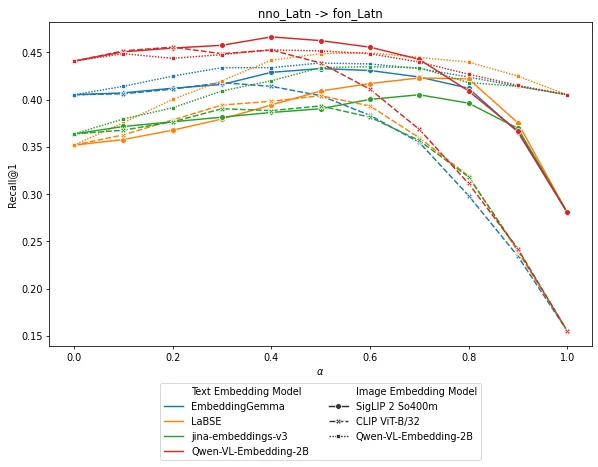 nno_Latn -> fon_Latn
Recall@1
0.45
0.40
0.35
0.30
0.25
0.20
0.15
0.0 0.2 0.4 0.6 0.8 1.0
α
Text Embedding Model
EmbeddingGemma
LaBSE
jina-embeddings-v3
Qwen-VL-Embedding-2B
Image Embedding Model
SigLIP 2 So400m
CLIP ViT-B/32
Qwen-VL-Embedding-2B